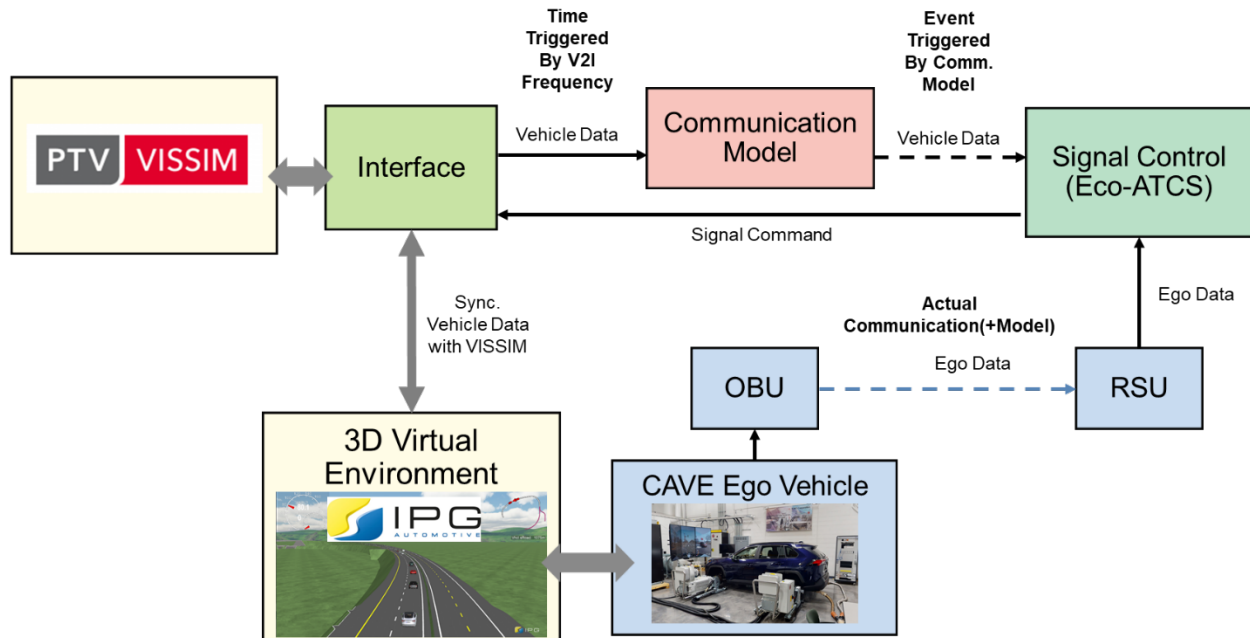 Time
Triggered
By V2I
Frequency
Event
Triggered
By Comm.
Model
PTV VISSIM
Interface
Vehicle Data
Communication
Model
Vehicle Data
Signal Control
(Eco-ATCS)
Signal Command
Sync.
Vehicle Data
with VISSIM
Actual
Communication(+Model)
Ego Data
Ego Data
OBU
RSU
3D Virtual
Environment
IPG
AUTOMOTIVE
IPG
CAVE Ego Vehicle